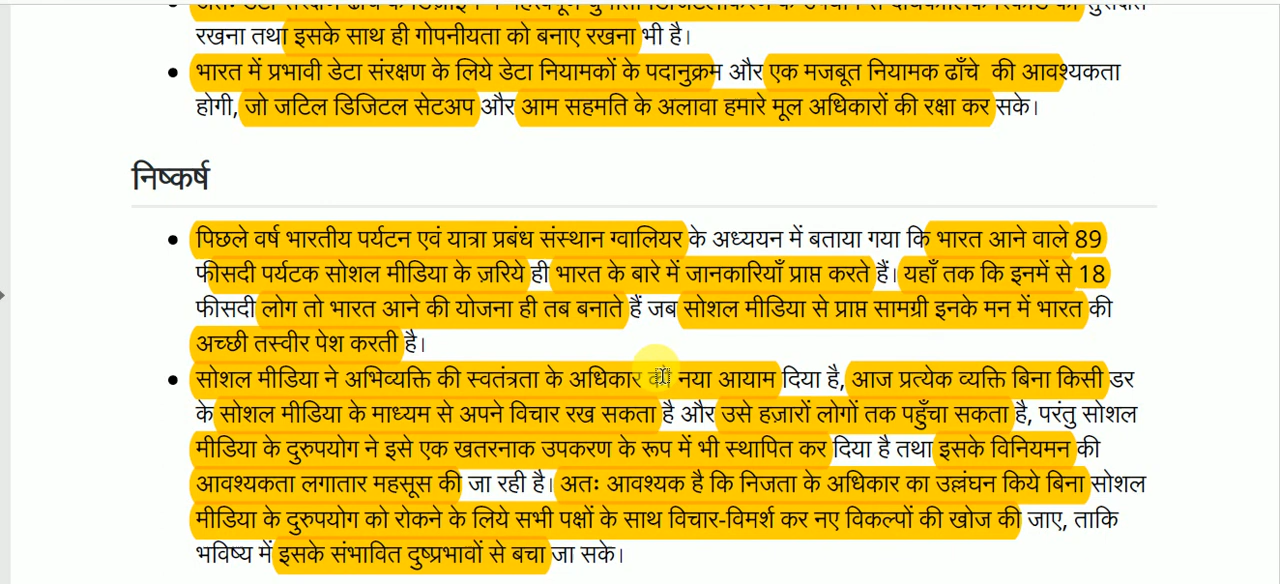 रखना तथा इसके साथ ही गोपनीयता को बनाए रखना भी है।
भारत में प्रभावी डेटा संरक्षण के लिये डेटा नियामकों के पदानुक्रम और एक मजबूत नियामक ढाँचे की आवश्यकता
होगी, जो जटिल डिजिटल सेटअप और आम सहमति के अलावा हमारे मूल अधिकारों की रक्षा कर सके।
निष्कर्ष
पिछले वर्ष भारतीय पर्यटन एवं यात्रा प्रबंध संस्थान ग्वालियर के अध्ययन में बताया गया कि भारत आने वाले 89
फीसदी पर्यटक सोशल मीडिया के ज़रिये ही भारत के बारे में जानकारियाँ प्राप्त करते हैं। यहाँ तक कि इनमें से 18
फीसदी लोग तो भारत आने की योजना ही तब बनाते हैं जब सोशल मीडिया से प्राप्त सामग्री इनके मन में भारत की
अच्छी तस्वीर पेश करती है।
सोशल मीडिया ने अभिव्यक्ति की स्वतंत्रता के अधिकार को नया आयाम दिया है, आज प्रत्येक व्यक्ति बिना किसी डर
के सोशल मीडिया के माध्यम से अपने विचार रख सकता है और उसे हज़ारों लोगों तक पहुँचा सकता है, परंतु सोशल
मीडिया के दुरुपयोग ने इसे एक खतरनाक उपकरण के रूप में भी स्थापित कर दिया है तथा इसके विनियमन की
आवश्यकता लगातार महसूस की जा रही है। अतः आवश्यक है कि निजता के अधिकार का उल्लंघन किये बिना सोशल
मीडिया के दुरुपयोग को रोकने के लिये सभी पक्षों के साथ विचार-विमर्श कर नए विकल्पों की खोज की जाए, ताकि
भविष्य में इसके संभावित दुष्प्रभावों से बचा जा सके।